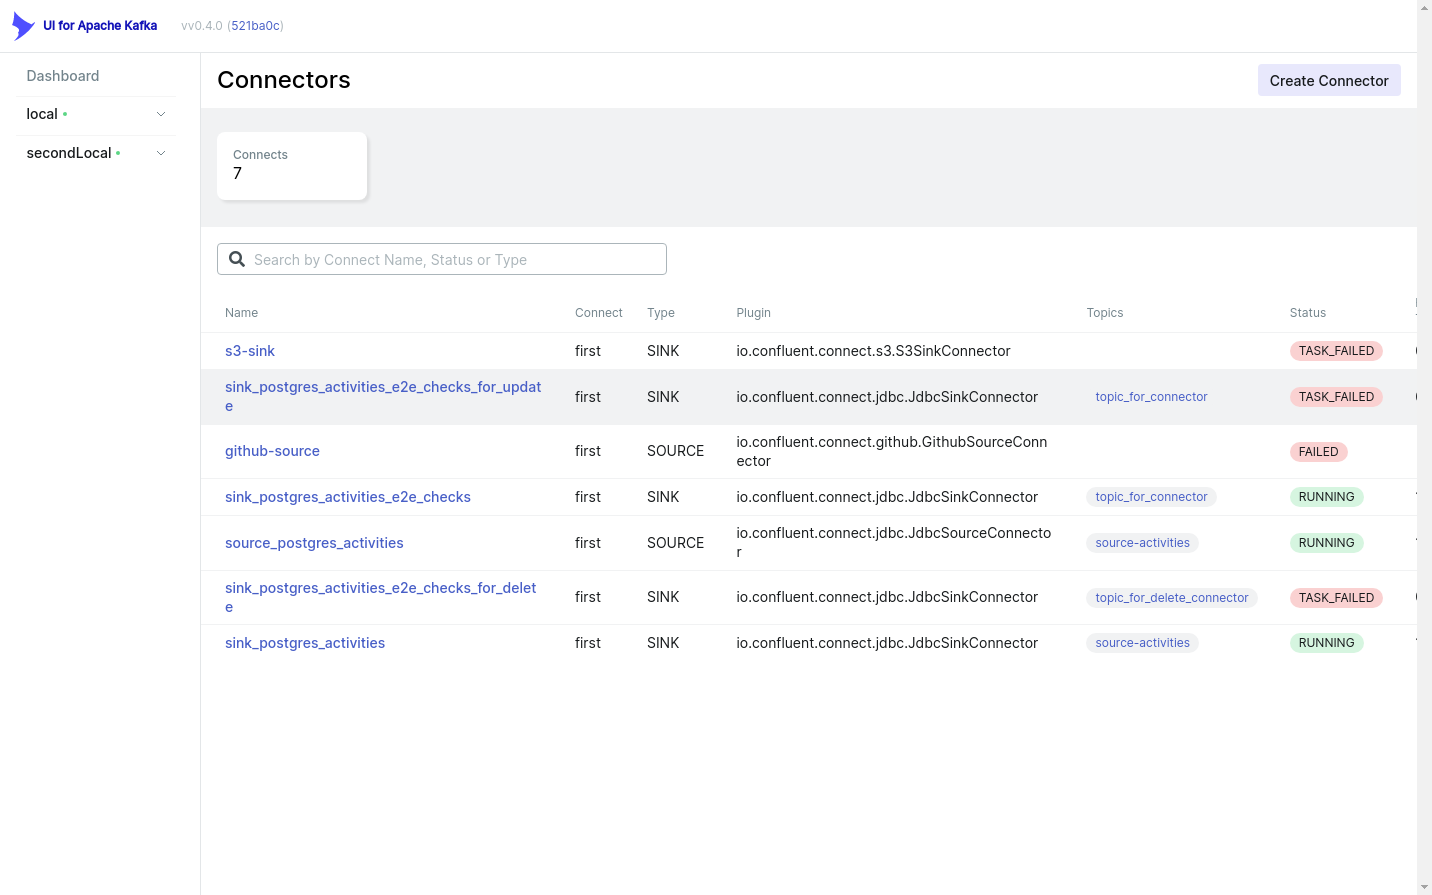 UI for Apache Kafka
vv0.4.0 (521ba0c)
Dashboard
local
secondLocal
Connectors
Create Connector
Connects
7
Search by Connect Name, Status or Type
Name Connect Type Plugin Topics Status
s3-sink first SINK io.confluent.connect.s3.S3SinkConnector TASK_FAILED
sink_postgres_activities_e2e_checks_for_updat
e
first SINK io.confluent.connect.jdbc.JdbcSinkConnector topic_for_connector TASK_FAILED
github-source first SOURCE
io.confluent.connect.github.GithubSourceConn
ector
FAILED
sink_postgres_activities_e2e_checks first SINK io.confluent.connect.jdbc.JdbcSinkConnector topic_for_connector RUNNING
source_postgres_activities first SOURCE
io.confluent.connect.jdbc.JdbcSourceConnecto
r
source-activities RUNNING
sink_postgres_activities_e2e_checks_for_delet
e
first SINK io.confluent.connect.jdbc.JdbcSinkConnector topic_for_delete_connector TASK_FAILED
sink_postgres_activities first SINK io.confluent.connect.jdbc.JdbcSinkConnector source-activities RUNNING